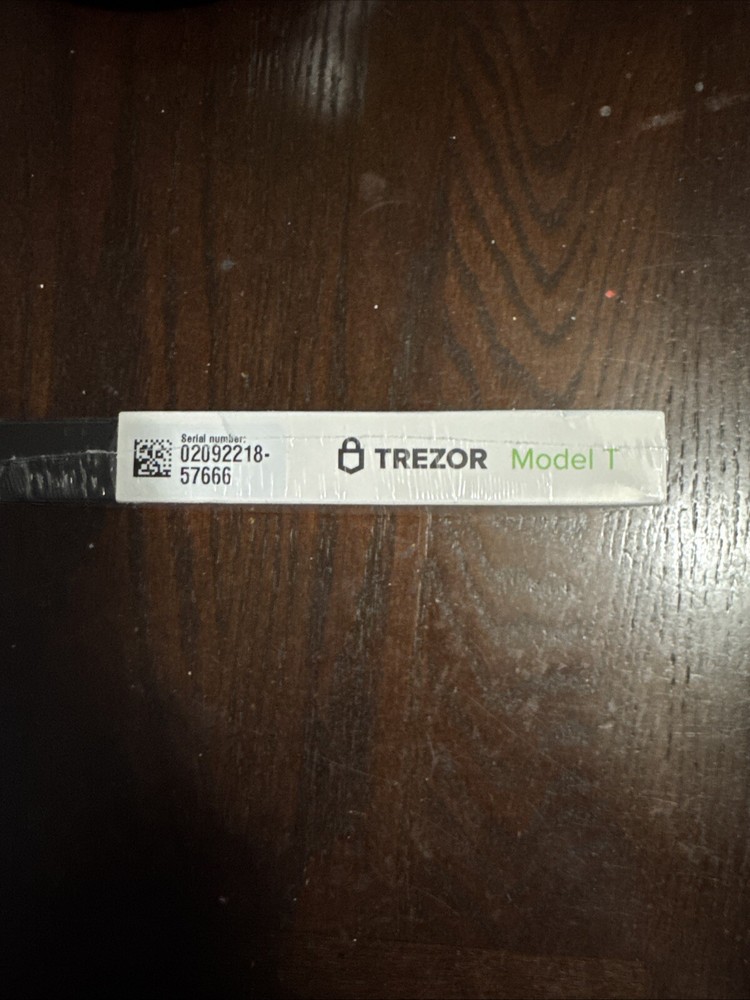 Serial number:
02092218-
57666
TREZOR Model T